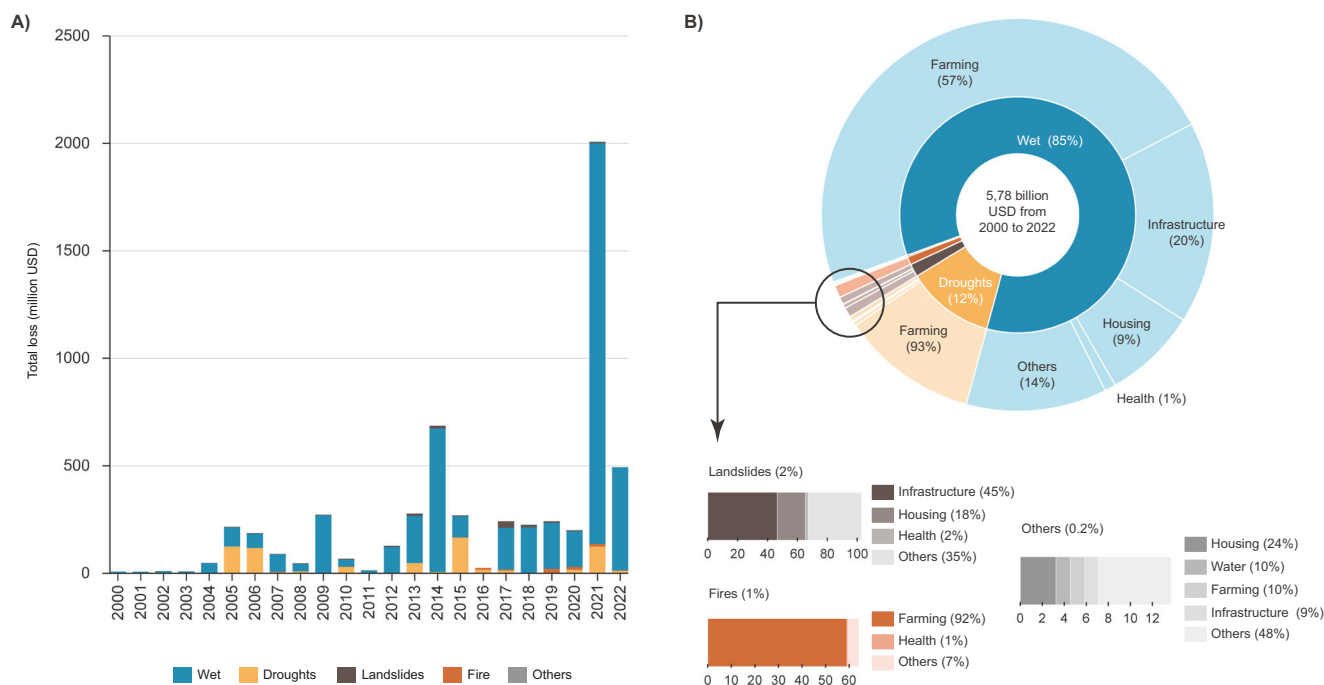 A)
Total loss (million USD)
2500
2000
1500
1000
500
0
2000
2001
2002
2003
2004
2005
2006
2007
2008
2009
2010
2011
2012
2013
2014
2015
2016
2017
2018
2019
2020
2021
2022
Wet
Droughts
Landslides
Fire
Others
B)
Farming
(57%)
Wet (85%)
5,78 billion
USD from
2000 to 2022
Infrastructure
(20%)
Droughts
(12%)
Farming
(93%)
Housing
(9%)
Others
(14%)
Health (1%)
Landslides (2%)
0 20 40 60 80 100
Infrastructure (45%)
Housing (18%)
Health (2%)
Others (35%)
Fires (1%)
0 10 20 30 40 50 60
Farming (92%)
Health (1%)
Others (7%)
Others (0.2%)
0 2 4 6 8 10 12
Housing (24%)
Water (10%)
Farming (10%)
Infrastructure (9%)
Others (48%)